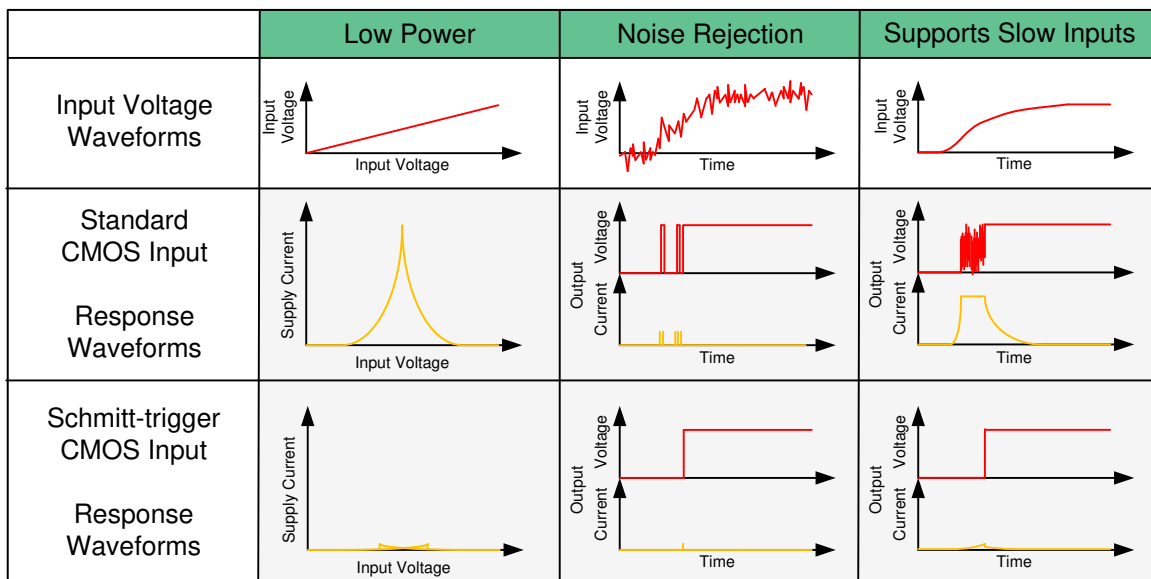 Low Power
Noise Rejection
Supports Slow Inputs
Input Voltage
Waveforms
Input
Voltage
Input Voltage
Input
Voltage
Time
Input
Voltage
Time
Standard
CMOS Input
Response
Waveforms
Supply Current
Input Voltage
Output
Current Voltage
Time
Output
Current Voltage
Time
Schmitt-trigger
CMOS Input
Response
Waveforms
Supply Current
Input Voltage
Output
Current Voltage
Time
Output
Current Voltage
Time